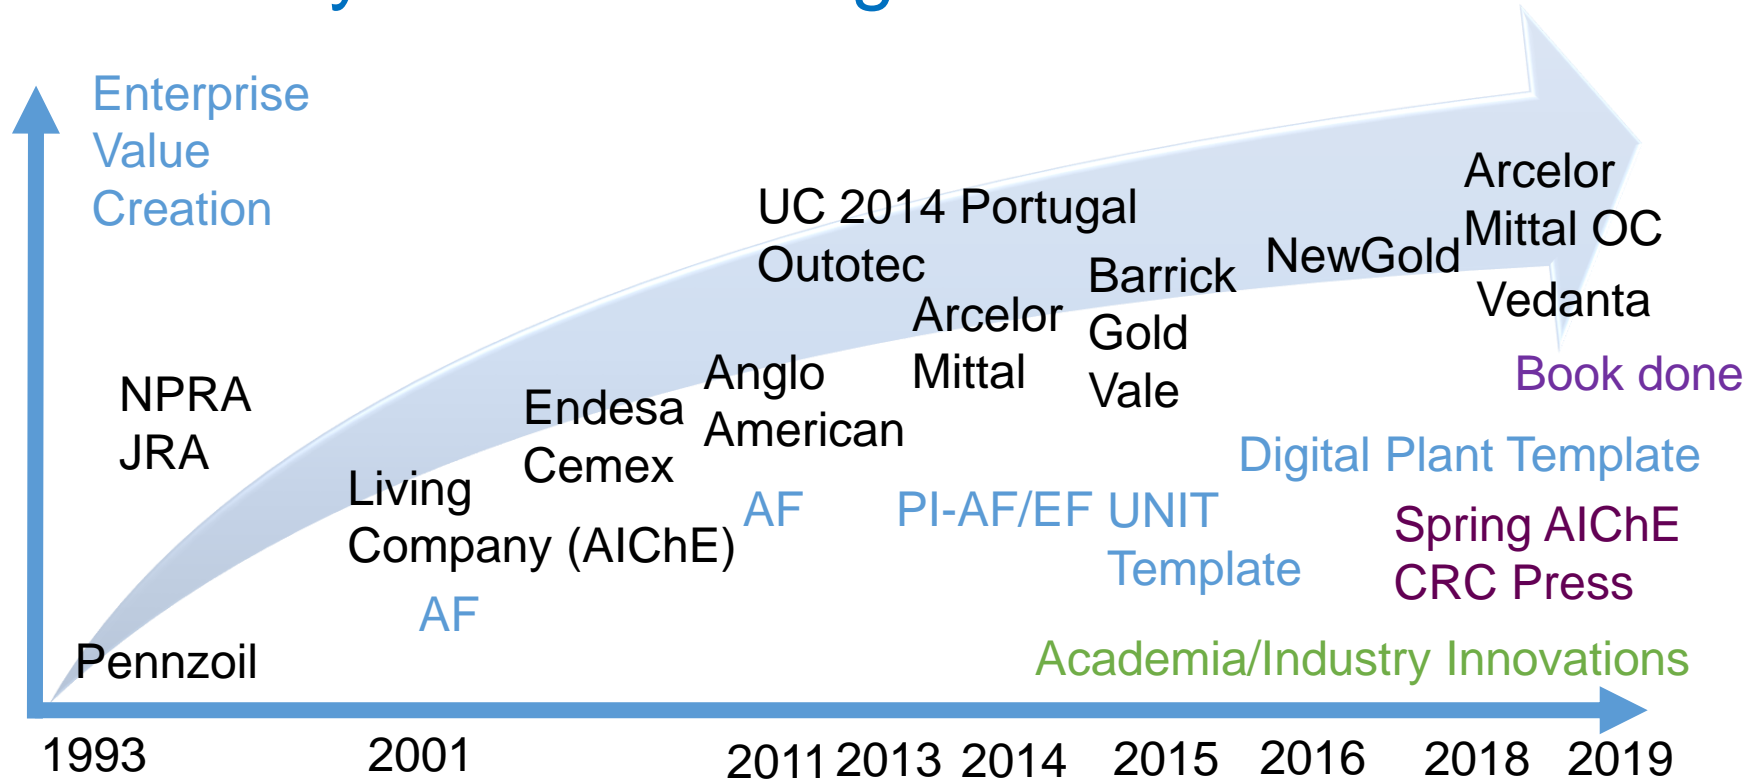 Enterprise
Value
Creation
UC 2014 Portugal
Outotec
Arcelor
Mittal
Barrick
Gold
Vale
NewGold
Arcelor
Mittal OC
Vedanta
Book done
NPRA
JRA
Endesa
Cemex
Anglo
American
Living
Company (AIChE)
AF
AF
PI-AF/EF
UNIT
Template
Digital Plant Template
Spring AIChE
CRC Press
Pennzoil
Academia/Industry Innovations
1993 2001 2011 2013 2014 2015 2016 2018 2019